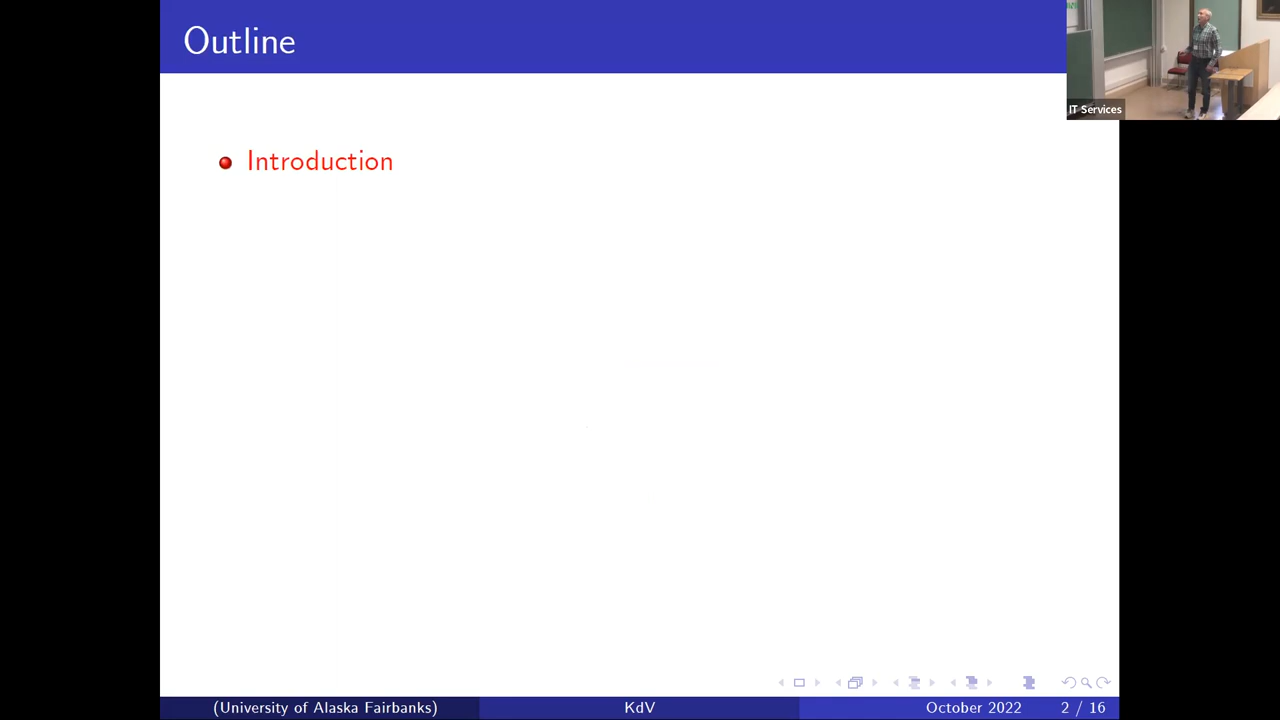 Outline
IT Services
Introduction
(University of Alaska Fairbanks)
KdV
October 2022
2 / 16